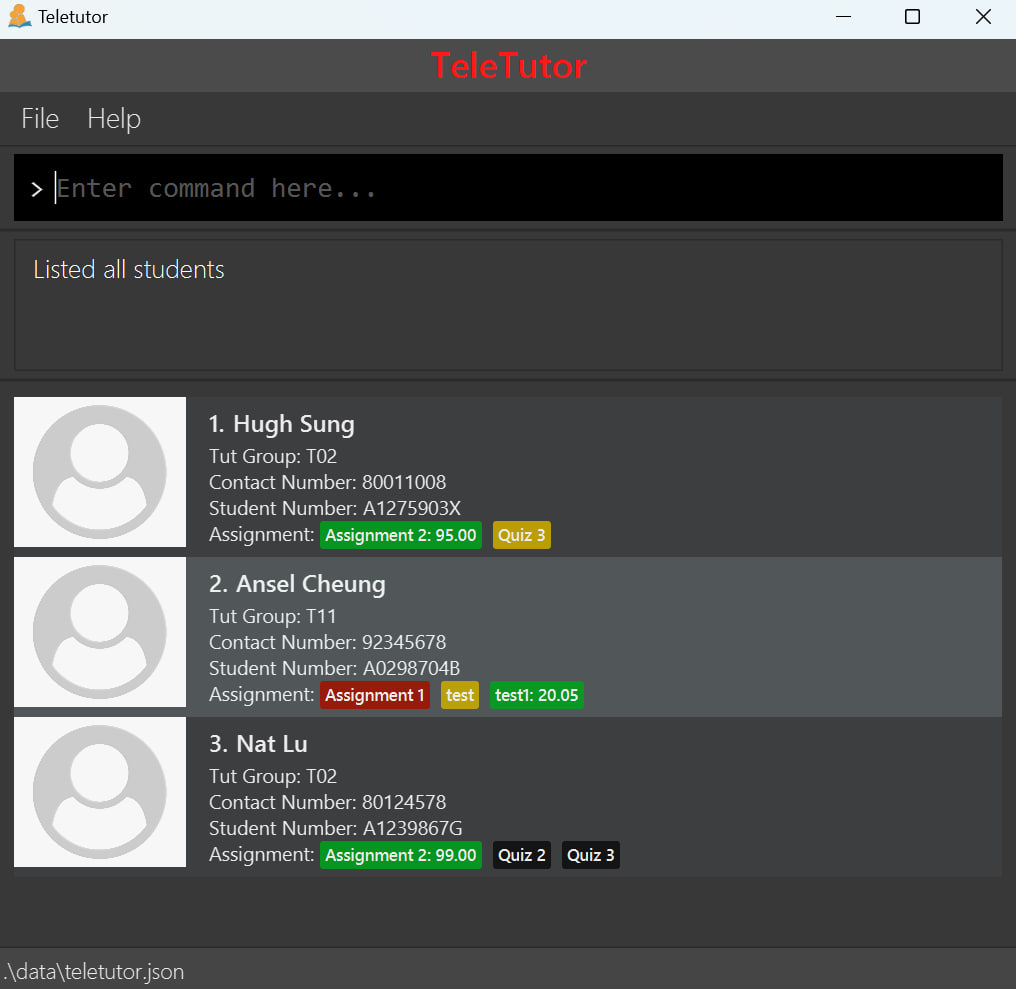 Teletutor
TeleTutor
File Help
> Enter command here...
Listed all students
1. Hugh Sung
Tut Group: T02
Contact Number: 80011008
Student Number: A1275903X
Assignment: Assignment 2: 95.00 Quiz 3
2. Ansel Cheung
Tut Group: T11
Contact Number: 92345678
Student Number: A0298704B
Assignment: Assignment 1 test test1: 20.05
3. Nat Lu
Tut Group: T02
Contact Number: 80124578
Student Number: A1239867G
Assignment: Assignment 2: 99.00 Quiz 2 Quiz 3
.\data\teletutor.json